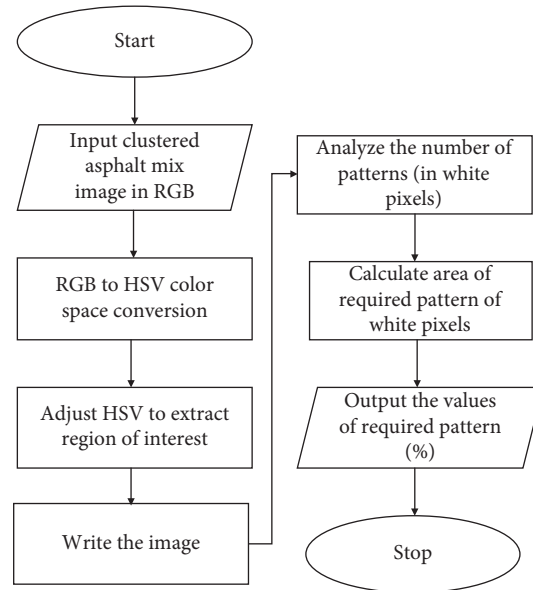 Start
Input clustered
asphalt mix
image in RGB
RGB to HSV color
space conversion
Adjust HSV to extract
region of interest
Write the image
Analyze the number of
patterns (in white
pixels)
Calculate area of
required pattern of
white pixels
Output the values
of required pattern
(%)
Stop